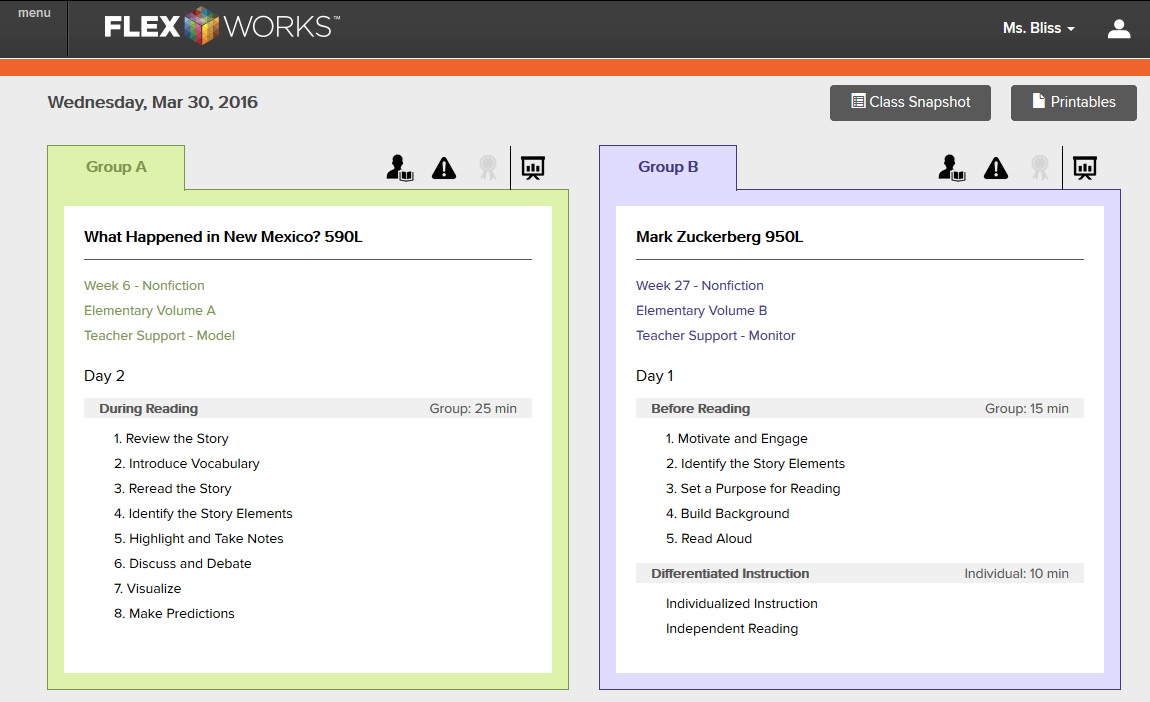 menu
FLEX WORKS™
Ms. Bliss
Wednesday, Mar 30, 2016
Class Snapshot
Printables
Group A
What Happened in New Mexico? 590L
Week 6 - Nonfiction
Elementary Volume A
Teacher Support - Model
Day 2
During Reading Group: 25 min
1. Review the Story
2. Introduce Vocabulary
3. Reread the Story
4. Identify the Story Elements
5. Highlight and Take Notes
6. Discuss and Debate
7. Visualize
8. Make Predictions
Group B
Mark Zuckerberg 950L
Week 27 - Nonfiction
Elementary Volume B
Teacher Support - Monitor
Day 1
Before Reading Group: 15 min
1. Motivate and Engage
2. Identify the Story Elements
3. Set a Purpose for Reading
4. Build Background
5. Read Aloud
Differentiated Instruction Individual: 10 min
Individualized Instruction
Independent Reading